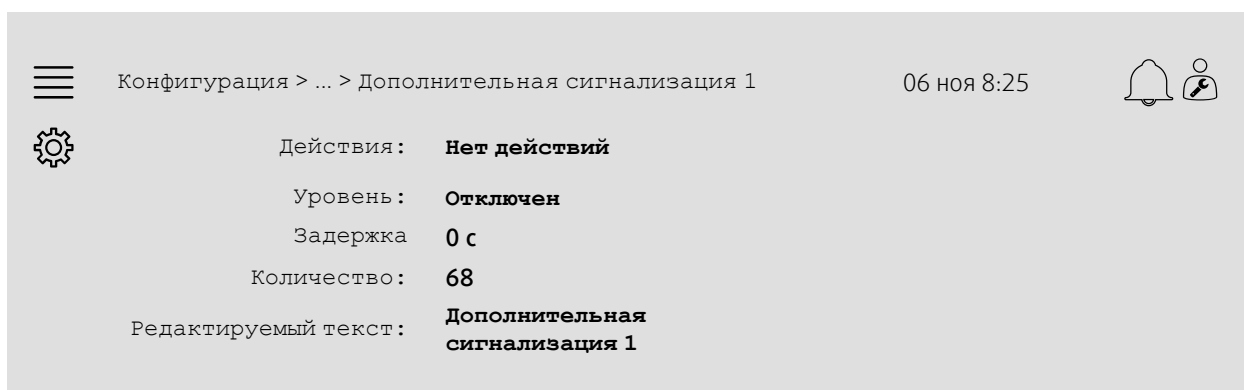 Конфигурация > ... > Дополнительная сигнализация 1 06 ноя 8:25
Действия: Нет действий
Уровень: Отключен
Задержка 0 с
Количество: 68
Редактируемый текст: Дополнительная
сигнализация 1